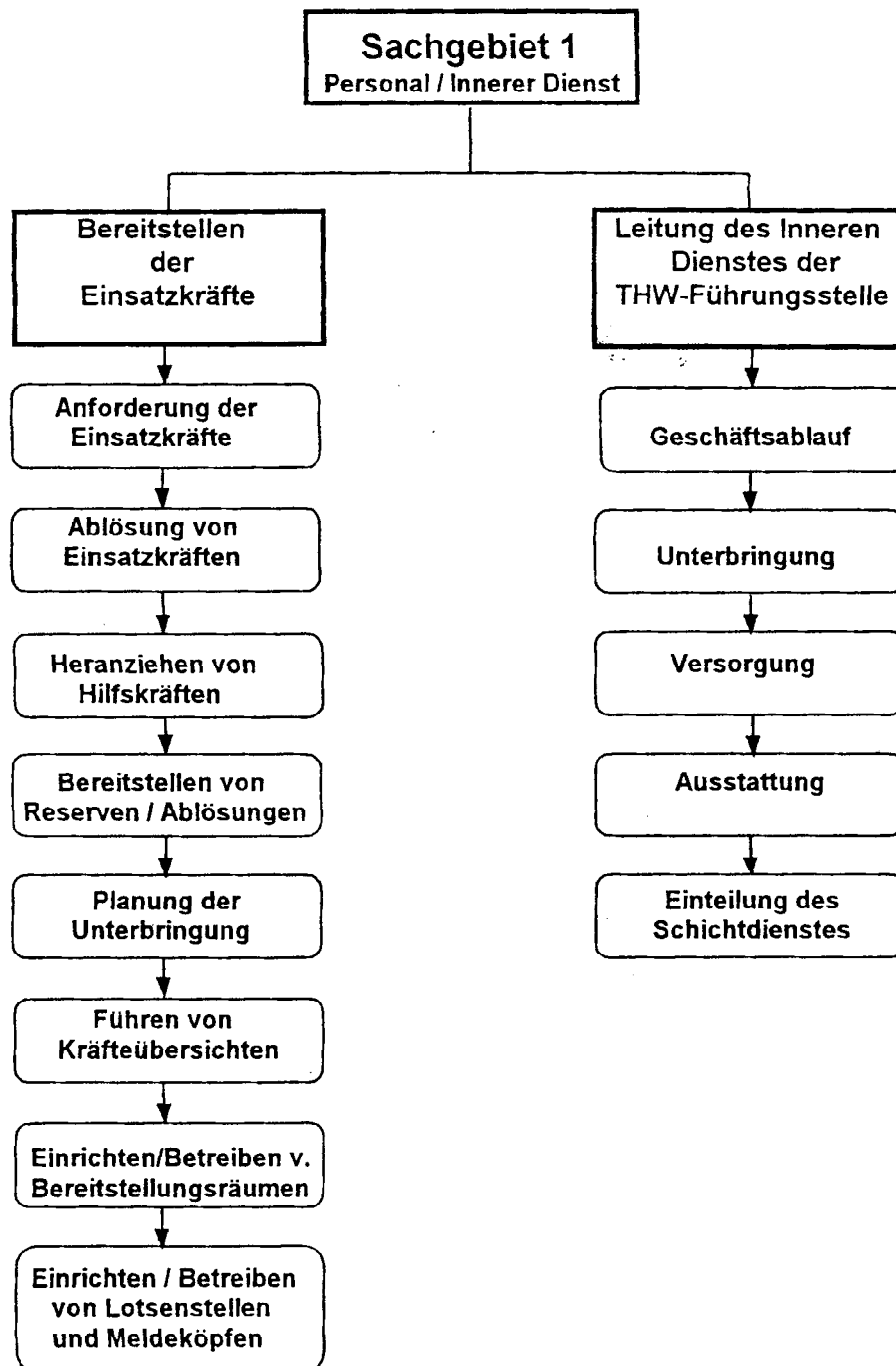 Sachgebiet 1
Personal / Innerer Dienst
Bereitstellen
der
Einsatzkräfte
Anforderung der
Einsatzkräfte
Ablösung von
Einsatzkräften
Heranziehen von
Hilfskräften
Bereitstellen von
Reserven / Ablösungen
Planung der
Unterbringung
Führen von
Kräfteübersichten
Einrichten/Betreiben v.
Bereitstellungsräumen
Einrichten / Betreiben
von Lotsenstellen
und Meldeköpfen
Leitung des Inneren
Dienstes der
THW-Führungsstelle
Geschäftsablauf
Unterbringung
Versorgung
Ausstattung
Einteilung des
Schichtdienstes